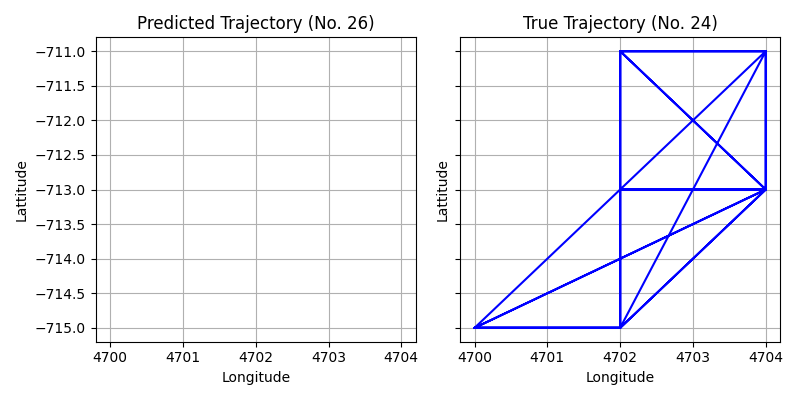 Predicted Trajectory (No. 26)
−711.0
−711.5
−712.0
−712.5
−713.0
−713.5
−714.0
−714.5
−715.0
Lattitude
4700 4701 4702 4703 4704
Longitude
True Trajectory (No. 24)
Lattitude
4700 4701 4702 4703 4704
Longitude